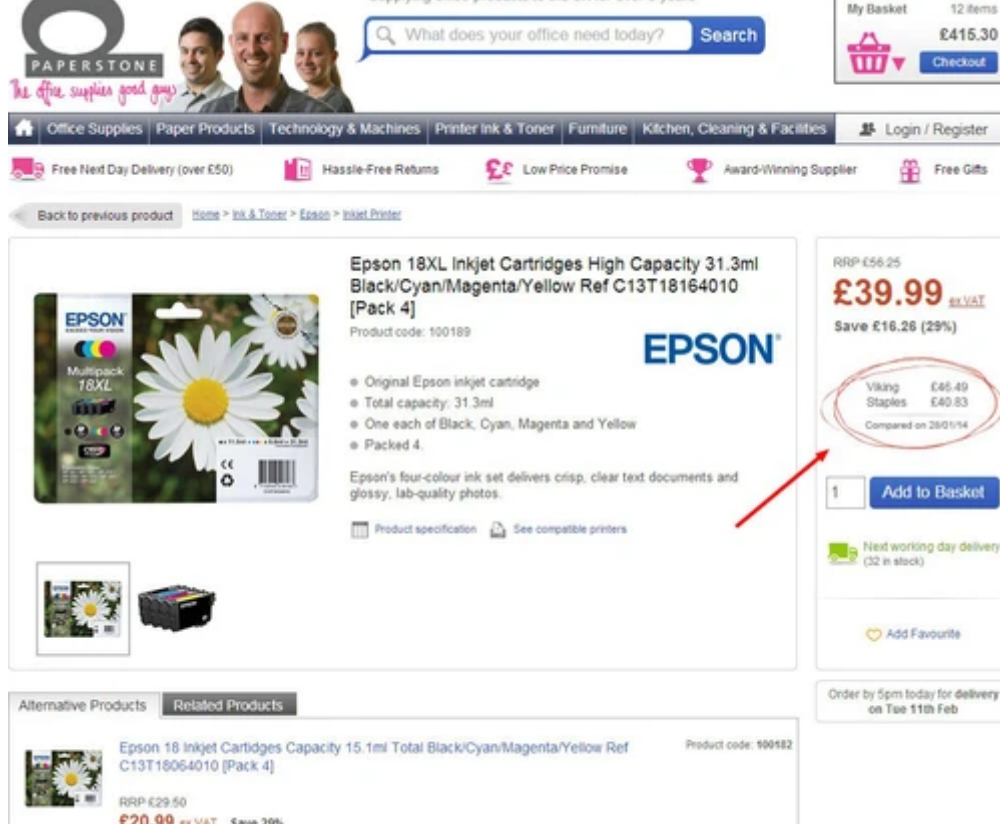 PAPERSTONE
The office supplies good guys
What does your office need today?
Search
My Basket 12 items
£415.30
Checkout
Office Supplies Paper Products Technology & Machines Printer Ink & Toner Furniture Kitchen, Cleaning & Facilities Login / Register
Free Next Day Delivery (over £50) Hassle-Free Returns Low Price Promise Award-Winning Supplier Free Gifts
Back to previous product Home > Ink & Toner > Epson > Inkjet Printer
Epson 18XL Inkjet Cartridges High Capacity 31.3ml
Black/Cyan/Magenta/Yellow Ref C13T18164010
[Pack 4]
Product code: 100189
EPSON
Original Epson inkjet cartridge
Total capacity: 31.3ml
One each of Black, Cyan, Magenta and Yellow
Packed 4.
Epson's four-colour ink set delivers crisp, clear text documents and
glossy, lab-quality photos.
Product specification See compatible printers
EPSON
Multipack
18XL
RRP £56.25
£39.99 ex VAT
Save £16.26 (29%)
Viking £46.49
Staples £40.83
Compared on 28/01/14
1 Add to Basket
Next working day delivery
(32 in stock)
Add Favourite
Order by 5pm today for delivery
on Tue 11th Feb
Alternative Products Related Products
Epson 18 Inkjet Cartidges Capacity 15.1ml Total Black/Cyan/Magenta/Yellow Ref
C13T18064010 [Pack 4]
Product code: 100182
RRP £29.50
£20.99 ex VAT Save 29%